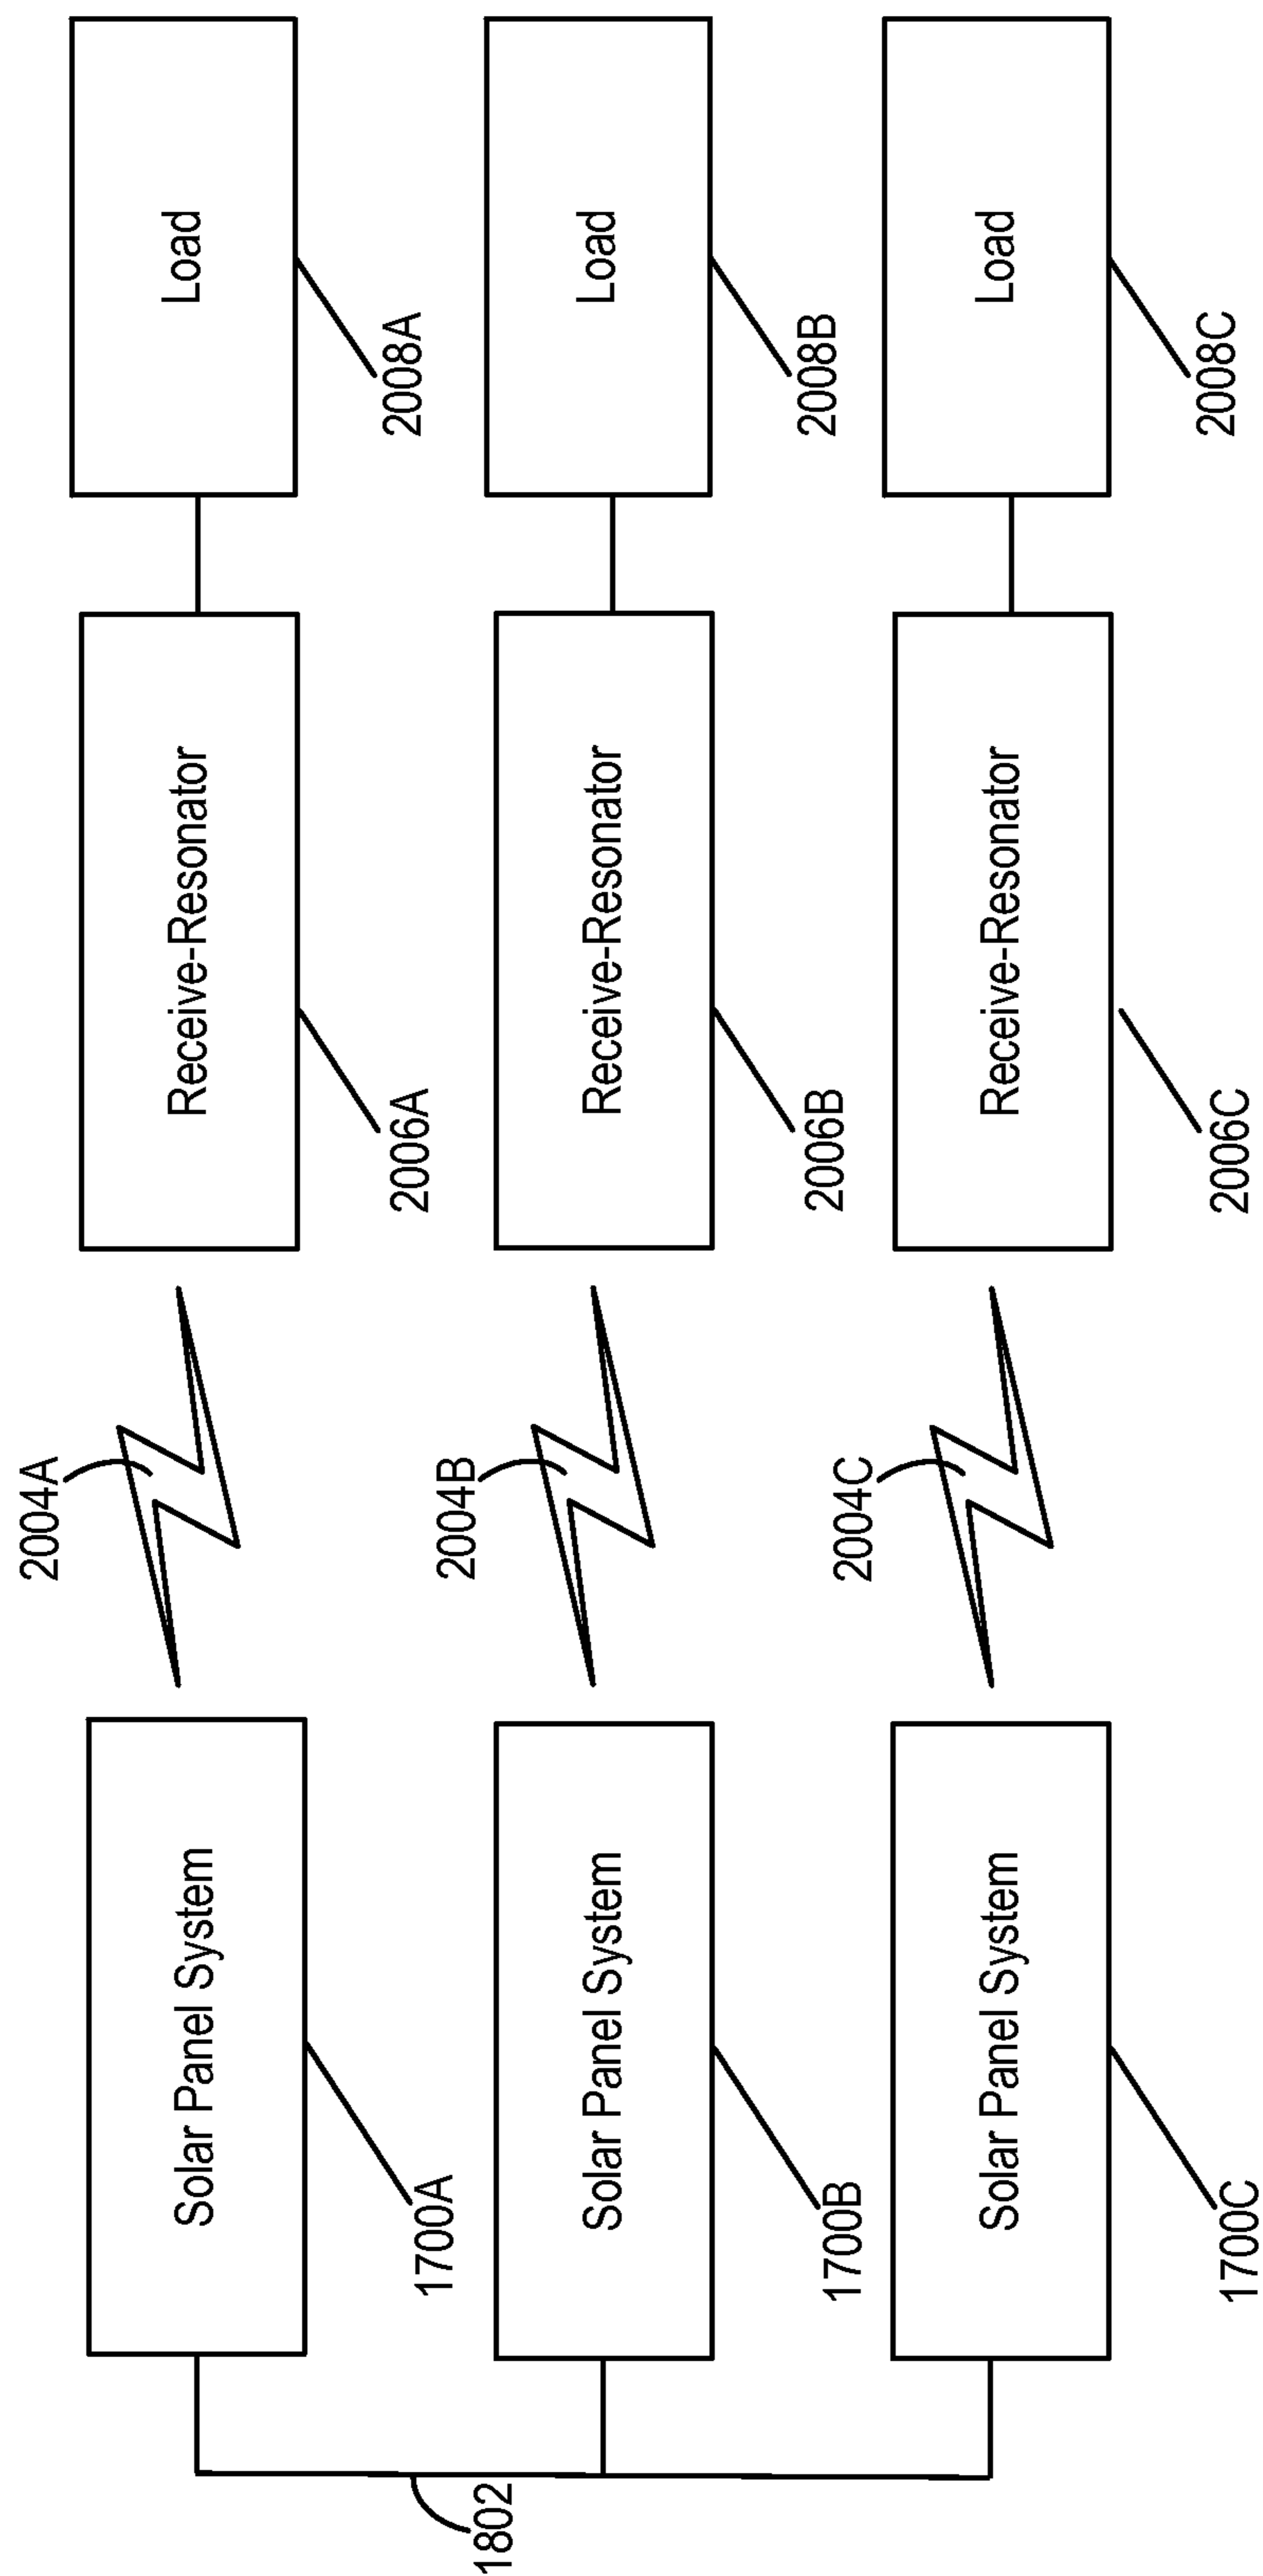 Solar Panel System
1700A
2004A
Receive-Resonator
2006A
Load
2008A
1802
Solar Panel System
1700B
2004B
Receive-Resonator
2006B
Load
2008B
Solar Panel System
1700C
2004C
Receive-Resonator
2006C
Load
2008C